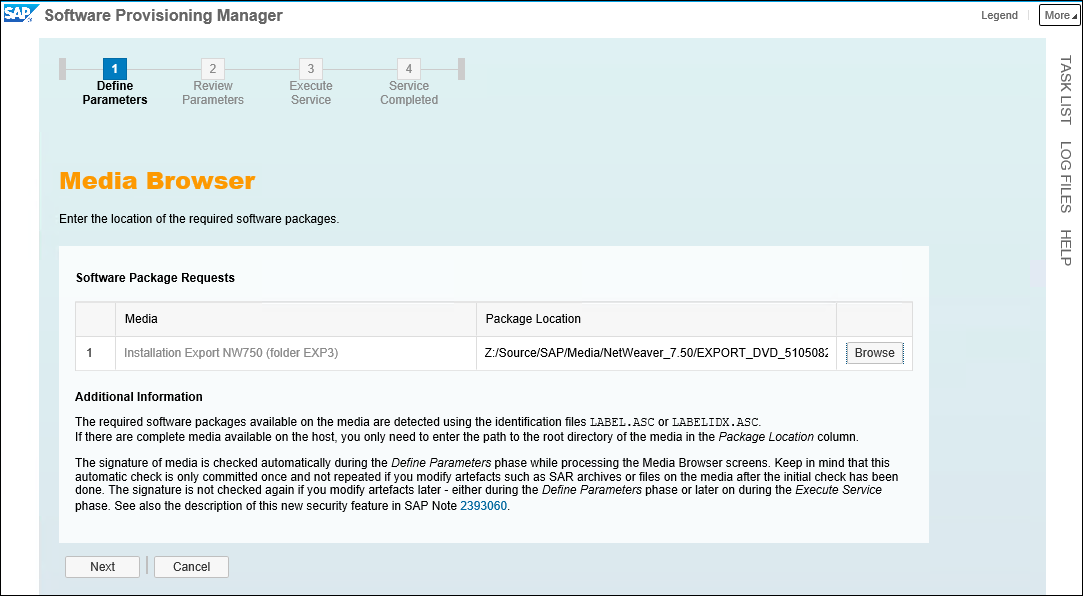 SAP Software Provisioning Manager
Legend
More
1
2
3
4
Define Parameters
Review Parameters
Execute Service
Service Completed
TASK LIST
LOG FILES
HELP
Media Browser
Enter the location of the required software packages.
Software Package Requests
Media
Package Location
1
Installation Export NW750 (folder EXP3)
Z:/Source/SAP/Media/NetWeaver_7.50/EXPORT_DVD_5105082
Browse
Additional Information
The required software packages available on the media are detected using the identification files LABEL.ASC or LABELIDX.ASC.
If there are complete media available on the host, you only need to enter the path to the root directory of the media in the Package Location column.
The signature of media is checked automatically during the Define Parameters phase while processing the Media Browser screens. Keep in mind that this
automatic check is only committed once and not repeated if you modify artefacts such as SAR archives or files on the media after the initial check has been
done. The signature is not checked again if you modify artefacts later - either during the Define Parameters phase or later on during the Execute Service
phase. See also the description of this new security feature in SAP Note 2393060.
Next
Cancel